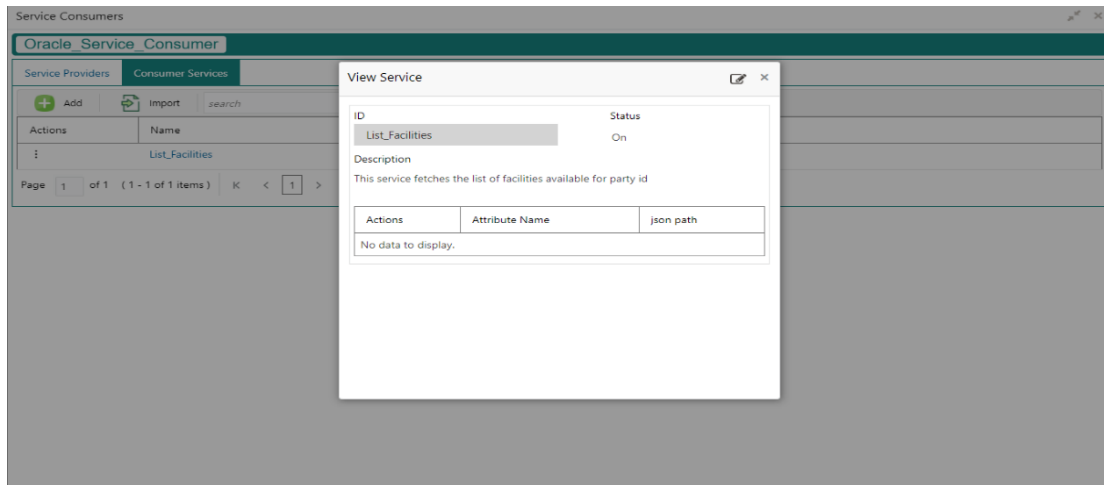 Service Consumers
Oracle_Service_Consumer
Service Providers Consumer Services
Add Import search
Actions Name
List_Facilities
Page 1 of 1 (1 - 1 of 1 items) K < 1 >
View Service
ID Status
List_Facilities On
Description
This service fetches the list of facilities available for party id
Actions Attribute Name json path
No data to display.